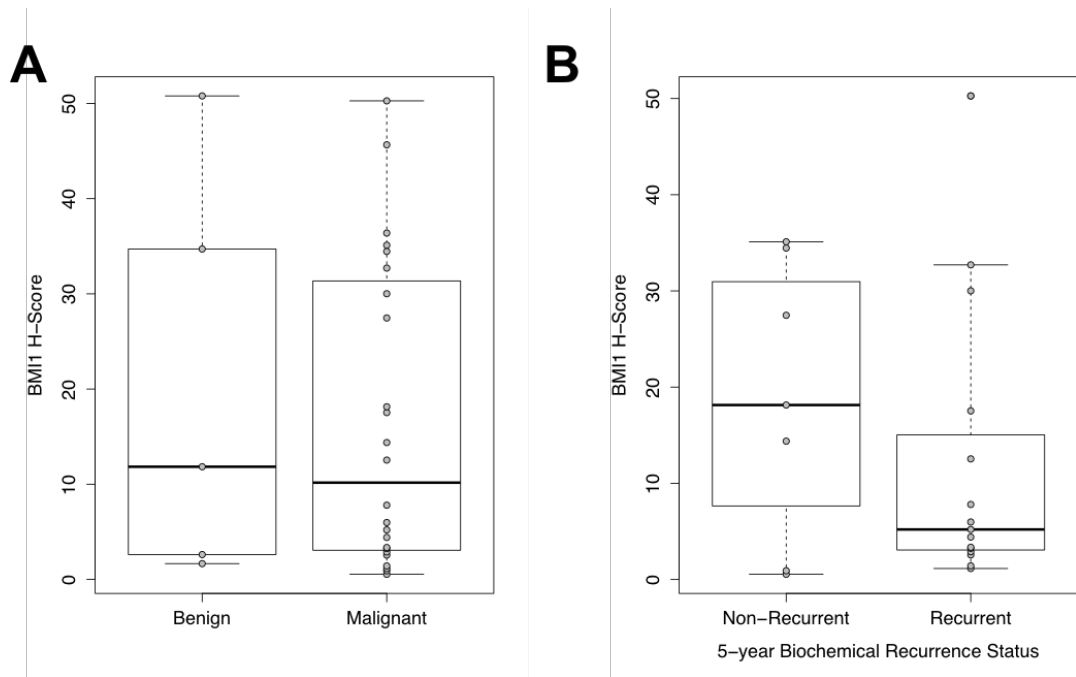 A
BMI1 H−Score
50
40
30
20
10
0
Benign
Malignant
B
BMI1 H−Score
50
40
30
20
10
0
Non−Recurrent
Recurrent
5-year Biochemical Recurrence Status